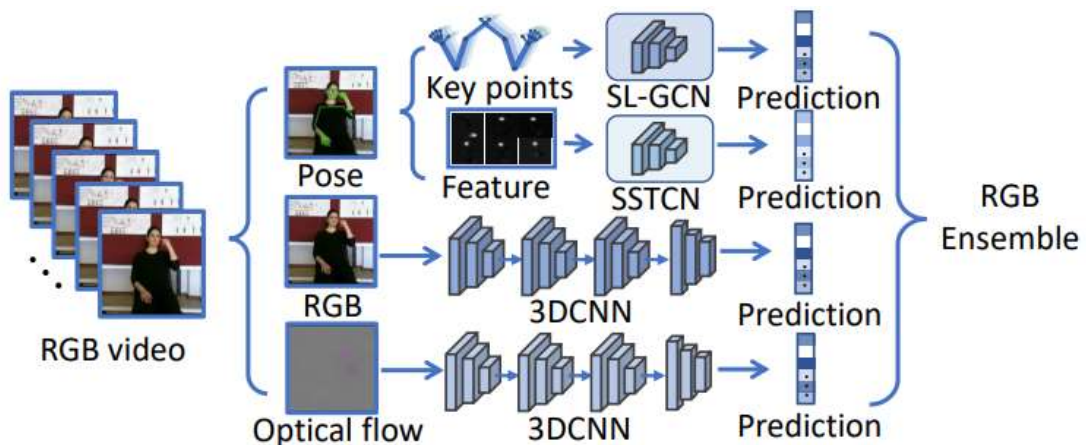 RGB video
Pose
RGB
Optical flow
Key points
Feature
SL-GCN
SSTCN
3DCNN
3DCNN
Prediction
Prediction
Prediction
Prediction
RGB
Ensemble